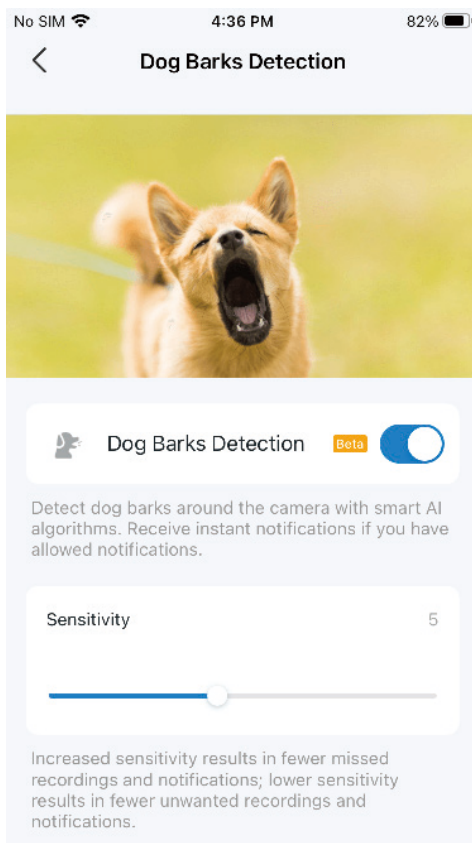 No SIM 4:36 PM 82%
Dog Barks Detection
Dog Barks Detection Beta
Detect dog barks around the camera with smart AI
algorithms. Receive instant notifications if you have
allowed notifications.
Sensitivity 5
Increased sensitivity results in fewer missed
recordings and notifications; lower sensitivity
results in fewer unwanted recordings and
notifications.